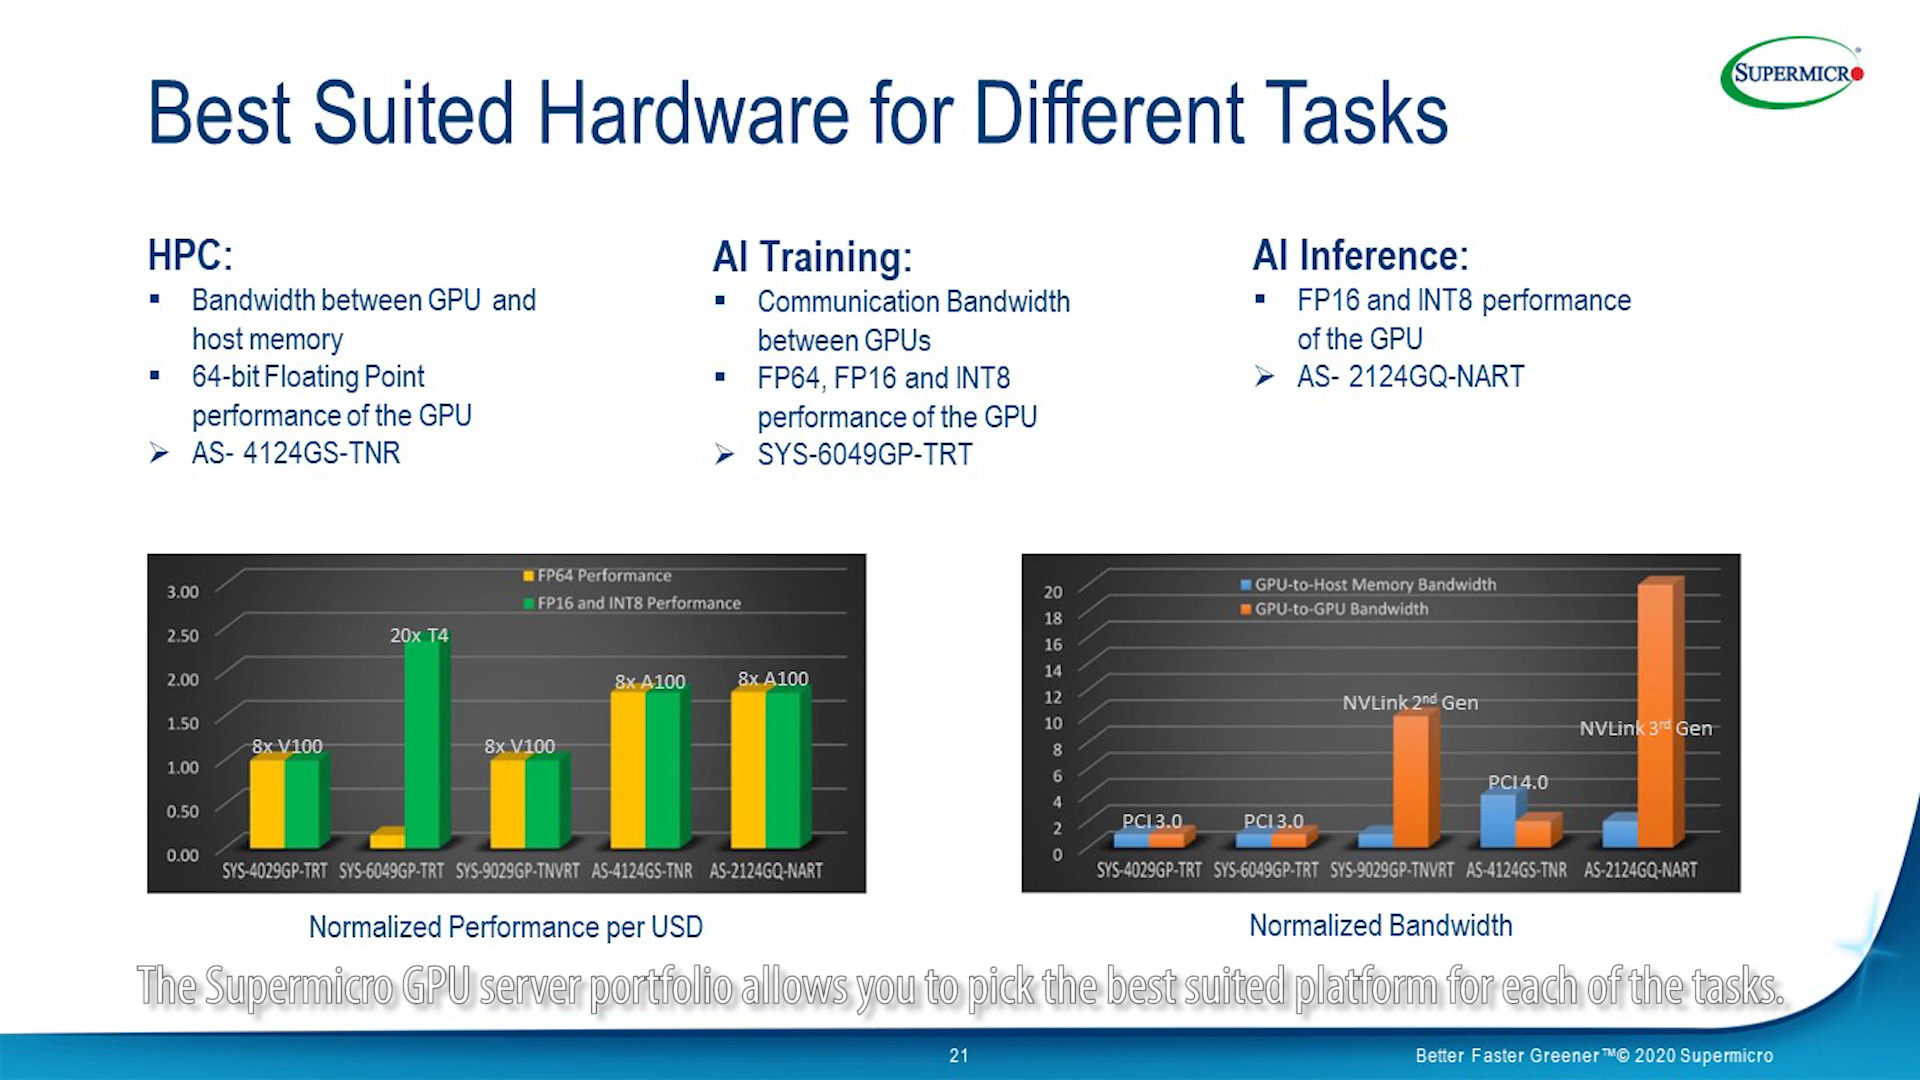 SUPERMICRO
Best Suited Hardware for Different Tasks
HPC:
▪ Bandwidth between GPU and
host memory
▪ 64-bit Floating Point
performance of the GPU
➢ AS- 4124GS-TNR
AI Training:
▪ Communication Bandwidth
between GPUs
▪ FP64, FP16 and INT8
performance of the GPU
➢ SYS-6049GP-TRT
AI Inference:
▪ FP16 and INT8 performance
of the GPU
➢ AS- 2124GQ-NART
FP64 Performance
FP16 and INT8 Performance
3.00
2.50
2.00
1.50
1.00
0.50
0.00
8x V100
20x T4
8x V100
8x A100
8x A100
SYS-4029GP-TRT SYS-6049GP-TRT SYS-9029GP-TNVRT AS-4124GS-TNR AS-2124GQ-NART
Normalized Performance per USD
GPU-to-Host Memory Bandwidth
GPU-to-GPU Bandwidth
20
18
16
14
12
10
8
6
4
2
0
PCI 3.0
PCI 3.0
NVLink 2nd Gen
PCI 4.0
NVLink 3rd Gen
SYS-4029GP-TRT SYS-6049GP-TRT SYS-9029GP-TNVRT AS-4124GS-TNR AS-2124GQ-NART
Normalized Bandwidth
The Supermicro GPU server portfolio allows you to pick the best suited platform for each of the tasks.
21
Better Faster Greener™© 2020 Supermicro